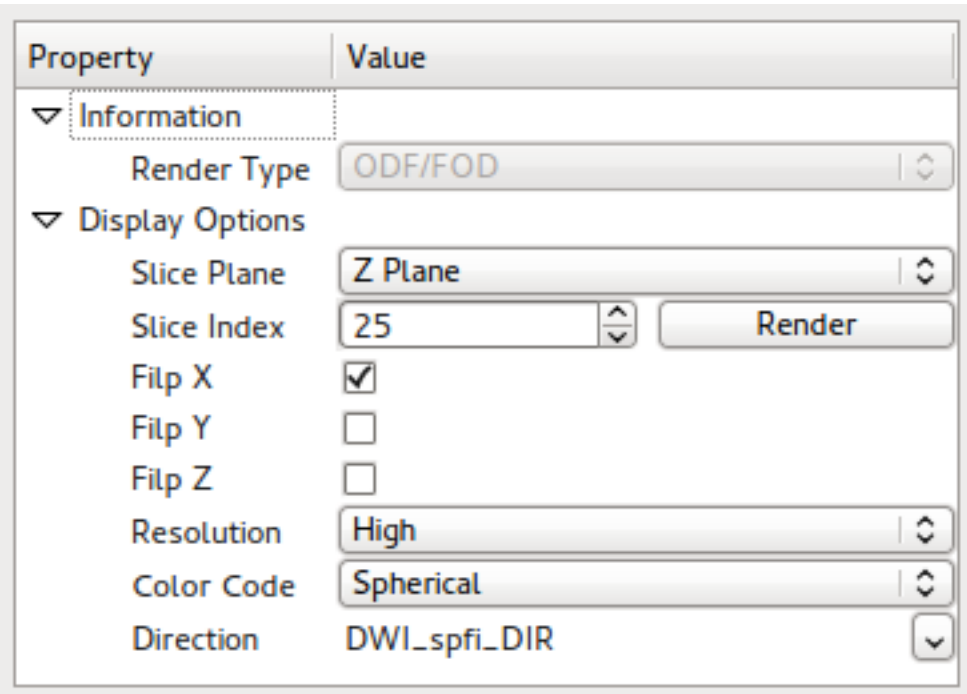 Property Value
Information
Render Type ODF/FOD
Display Options
Slice Plane Z Plane
Slice Index 25 Render
Filp X
Filp Y
Filp Z
Resolution High
Color Code Spherical
Direction DWI_spfi_DIR